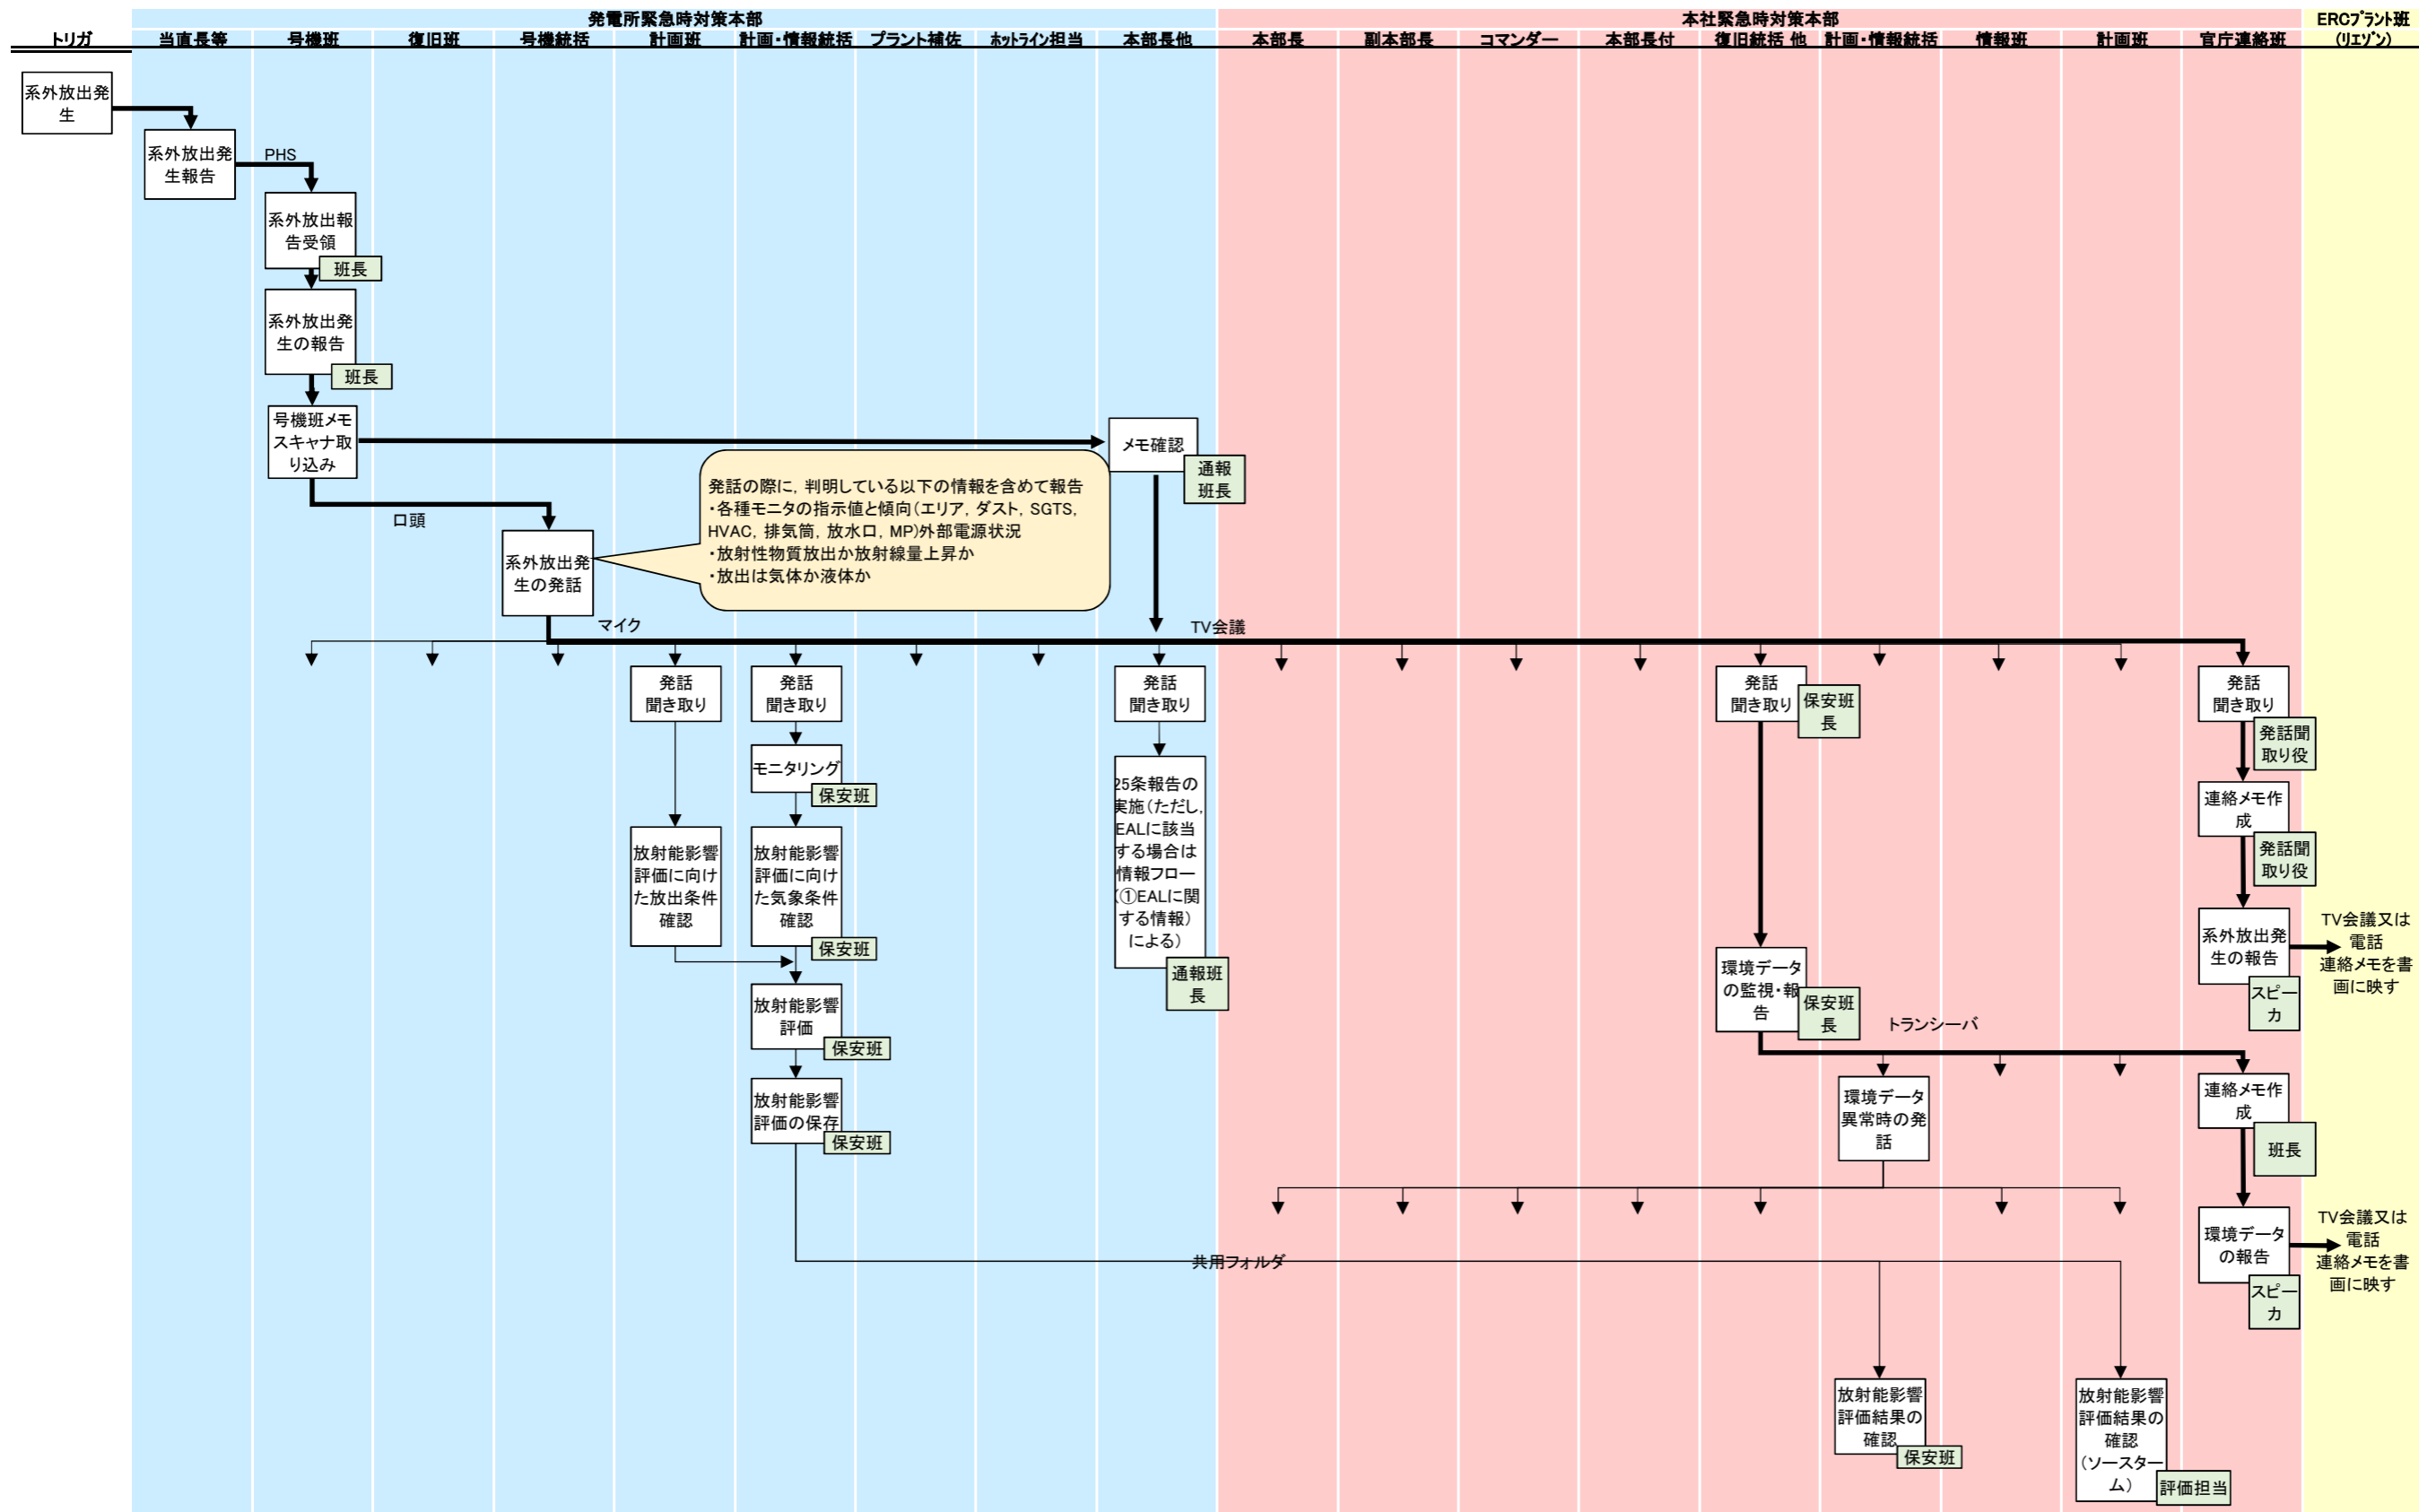 発電所緊急時対策本部
本社緊急時対策本部
ERCプラント班
(リエゾン)
トリガ
当直長等
号機班
復旧班
号機統括
計画班
計画・情報統括
プラント補佐
ホットライン担当
本部長他
本部長
副本部長
コマンダー
本部長付
復旧統括 他
計画・情報統括
情報班
計画班
官庁連絡班
系外放出発
生
系外放出発
生報告
PHS
系外放出報
告受領
班長
系外放出発
生の報告
班長
号機班メモ
スキャナ取
り込み
メモ確認
通報
班長
口頭
系外放出発
生の発話
発話の際に，判明している以下の情報を含めて報告
・各種モニタの指示値と傾向(エリア，ダスト，SGTS，
HVAC，排気筒，放水口，MP)外部電源状況
・放射性物質放出か放射線量上昇か
・放出は気体か液体か
マイク
TV会議
発話
聞き取り
発話
聞き取り
発話
聞き取り
発話
聞き取り
保安班
長
発話
聞き取り
発話聞
取り役
モニタリング
保安班
25条報告の
実施(ただし，
EALに該当
する場合は
情報フロー
(①EALに関
する情報)
による)
通報班
長
連絡メモ作
成
発話聞
取り役
放射能影響
評価に向け
た放出条件
確認
放射能影響
評価に向け
た気象条件
確認
保安班
系外放出発
生の報告
スピー
カ
TV会議又は
電話
連絡メモを書
画に映す
環境データ
の監視・報
告
保安班
長
放射能影響
評価
保安班
トランシーバ
放射能影響
評価の保存
保安班
環境データ
異常時の発
話
連絡メモ作
成
班長
環境データ
の報告
スピー
カ
TV会議又は
電話
連絡メモを書
画に映す
共用フォルダ
放射能影響
評価結果の
確認
保安班
放射能影響
評価結果の
確認
(ソースター
ム)
評価担当